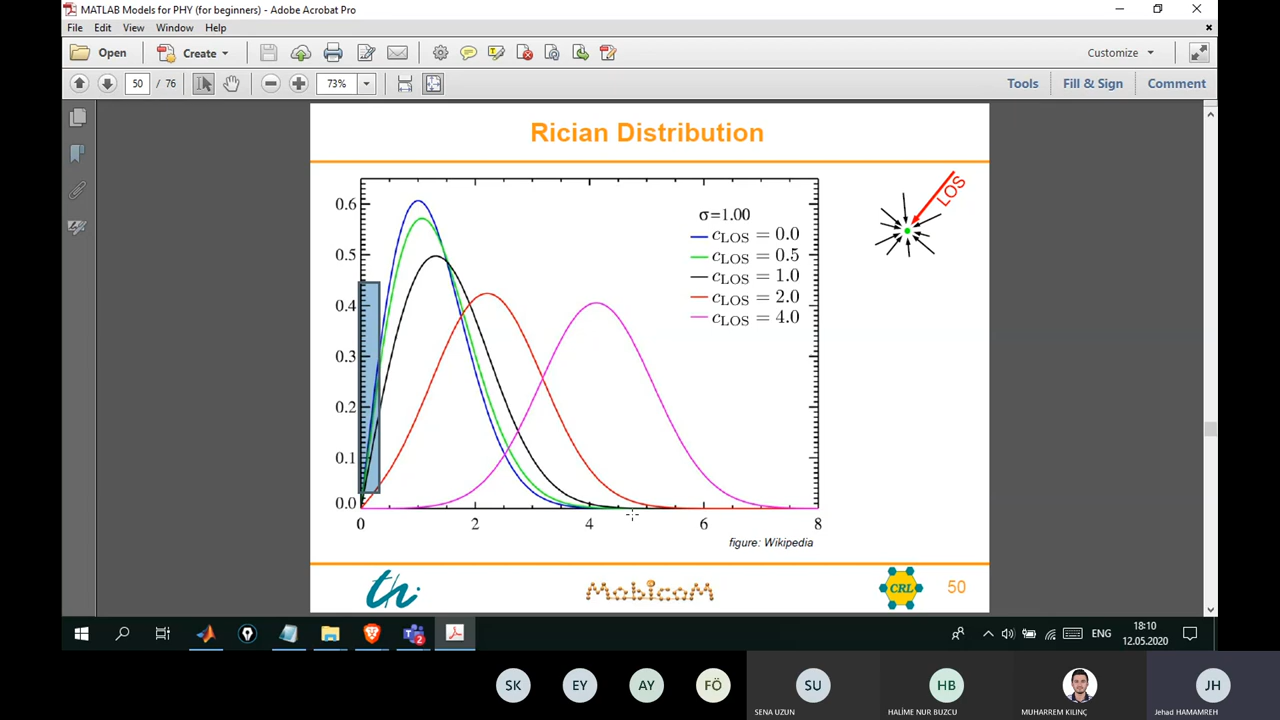 MATLAB Models for PHY (for beginners) - Adobe Acrobat Pro
File Edit View Window Help
Open Create Customize
50 / 76 73% Tools Fill & Sign Comment
Rician Distribution
LOS
0.6
0.5
0.4
0.3
0.2
0.1
0.0
0 2 4 6 8
σ=1.00
cLOS = 0.0
cLOS = 0.5
cLOS = 1.0
cLOS = 2.0
cLOS = 4.0
figure: Wikipedia
th MobicoM CRL 50
2
ENG
18:10
12.05.2020
SK EY AY FÖ SU HB JH
SENA UZUN HALİME NUR BUZCU MUHARREM KILINÇ Jehad HAMAMREH